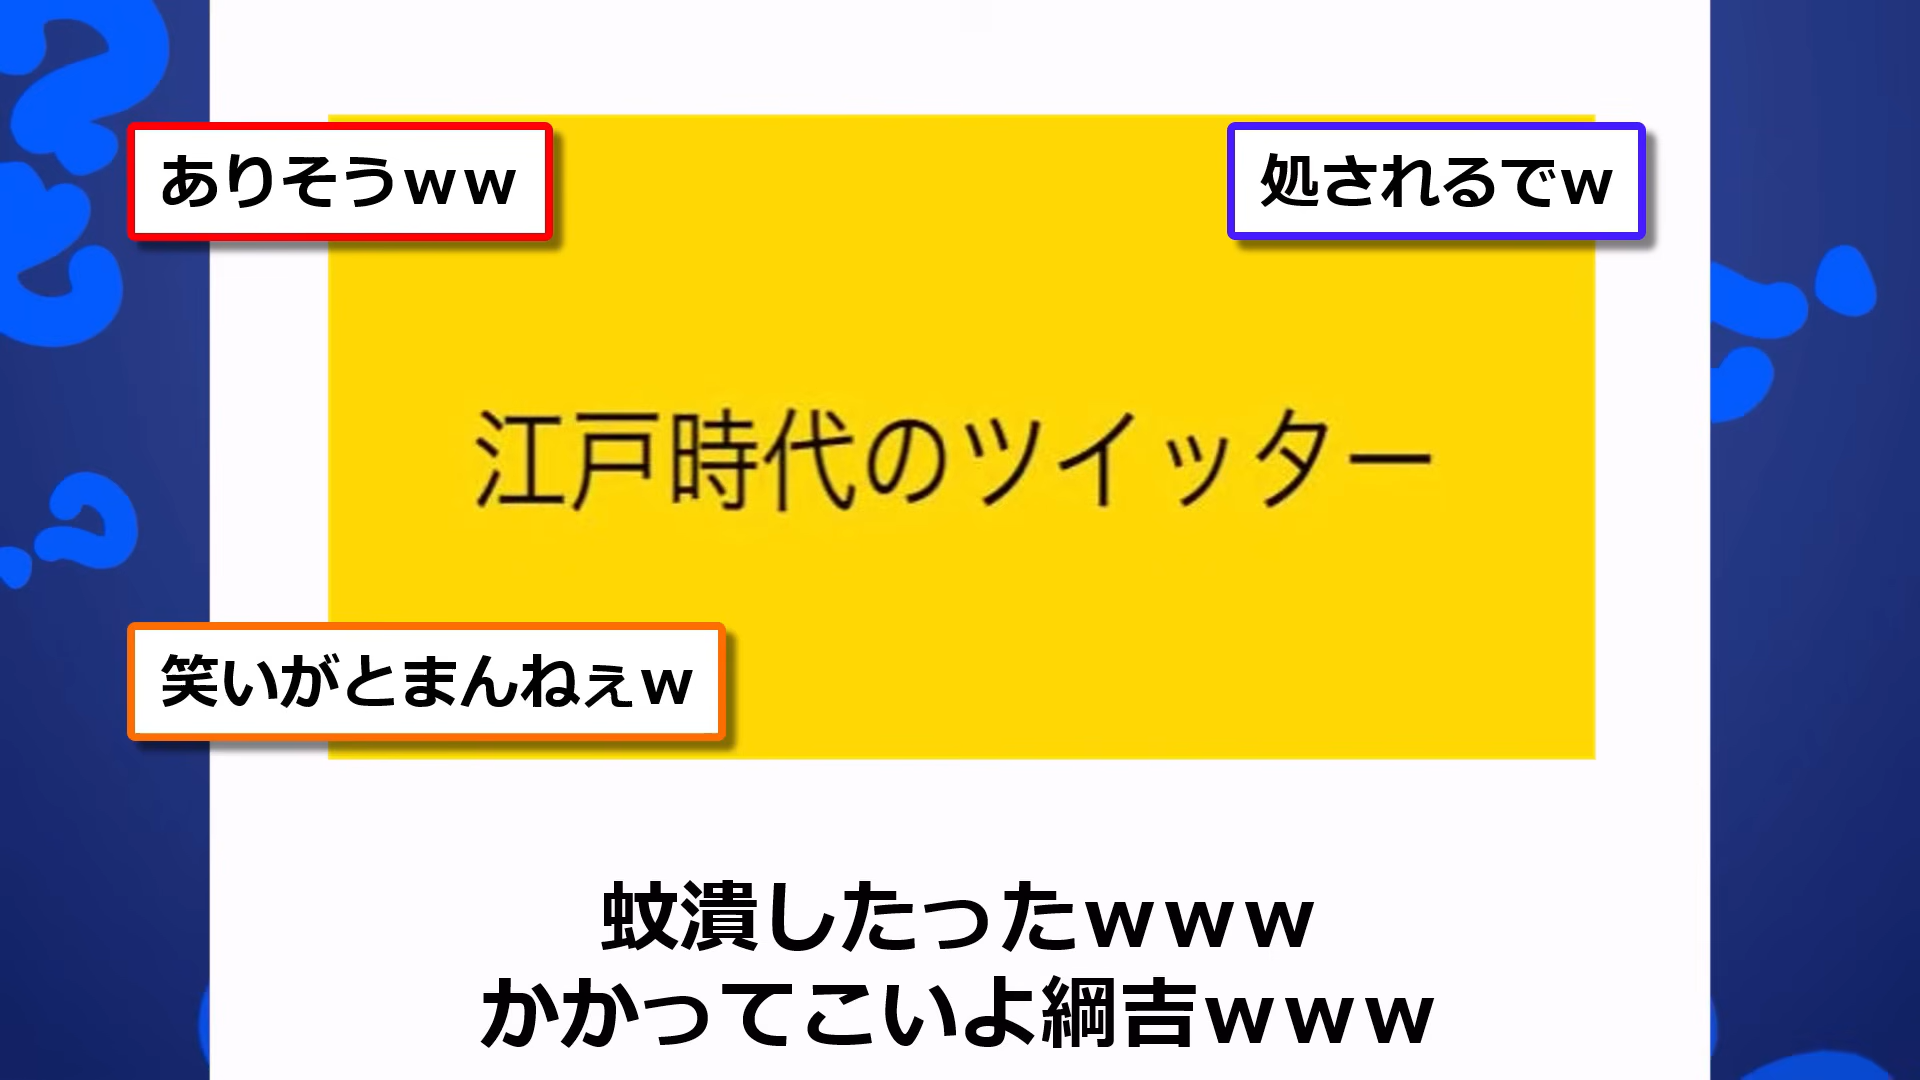 ありそうｗｗ
処されるでｗ
江戸時代のツイッター
笑いがとまんねぇｗ
蚊潰したったｗｗｗ
かかってこいよ綱吉ｗｗｗ